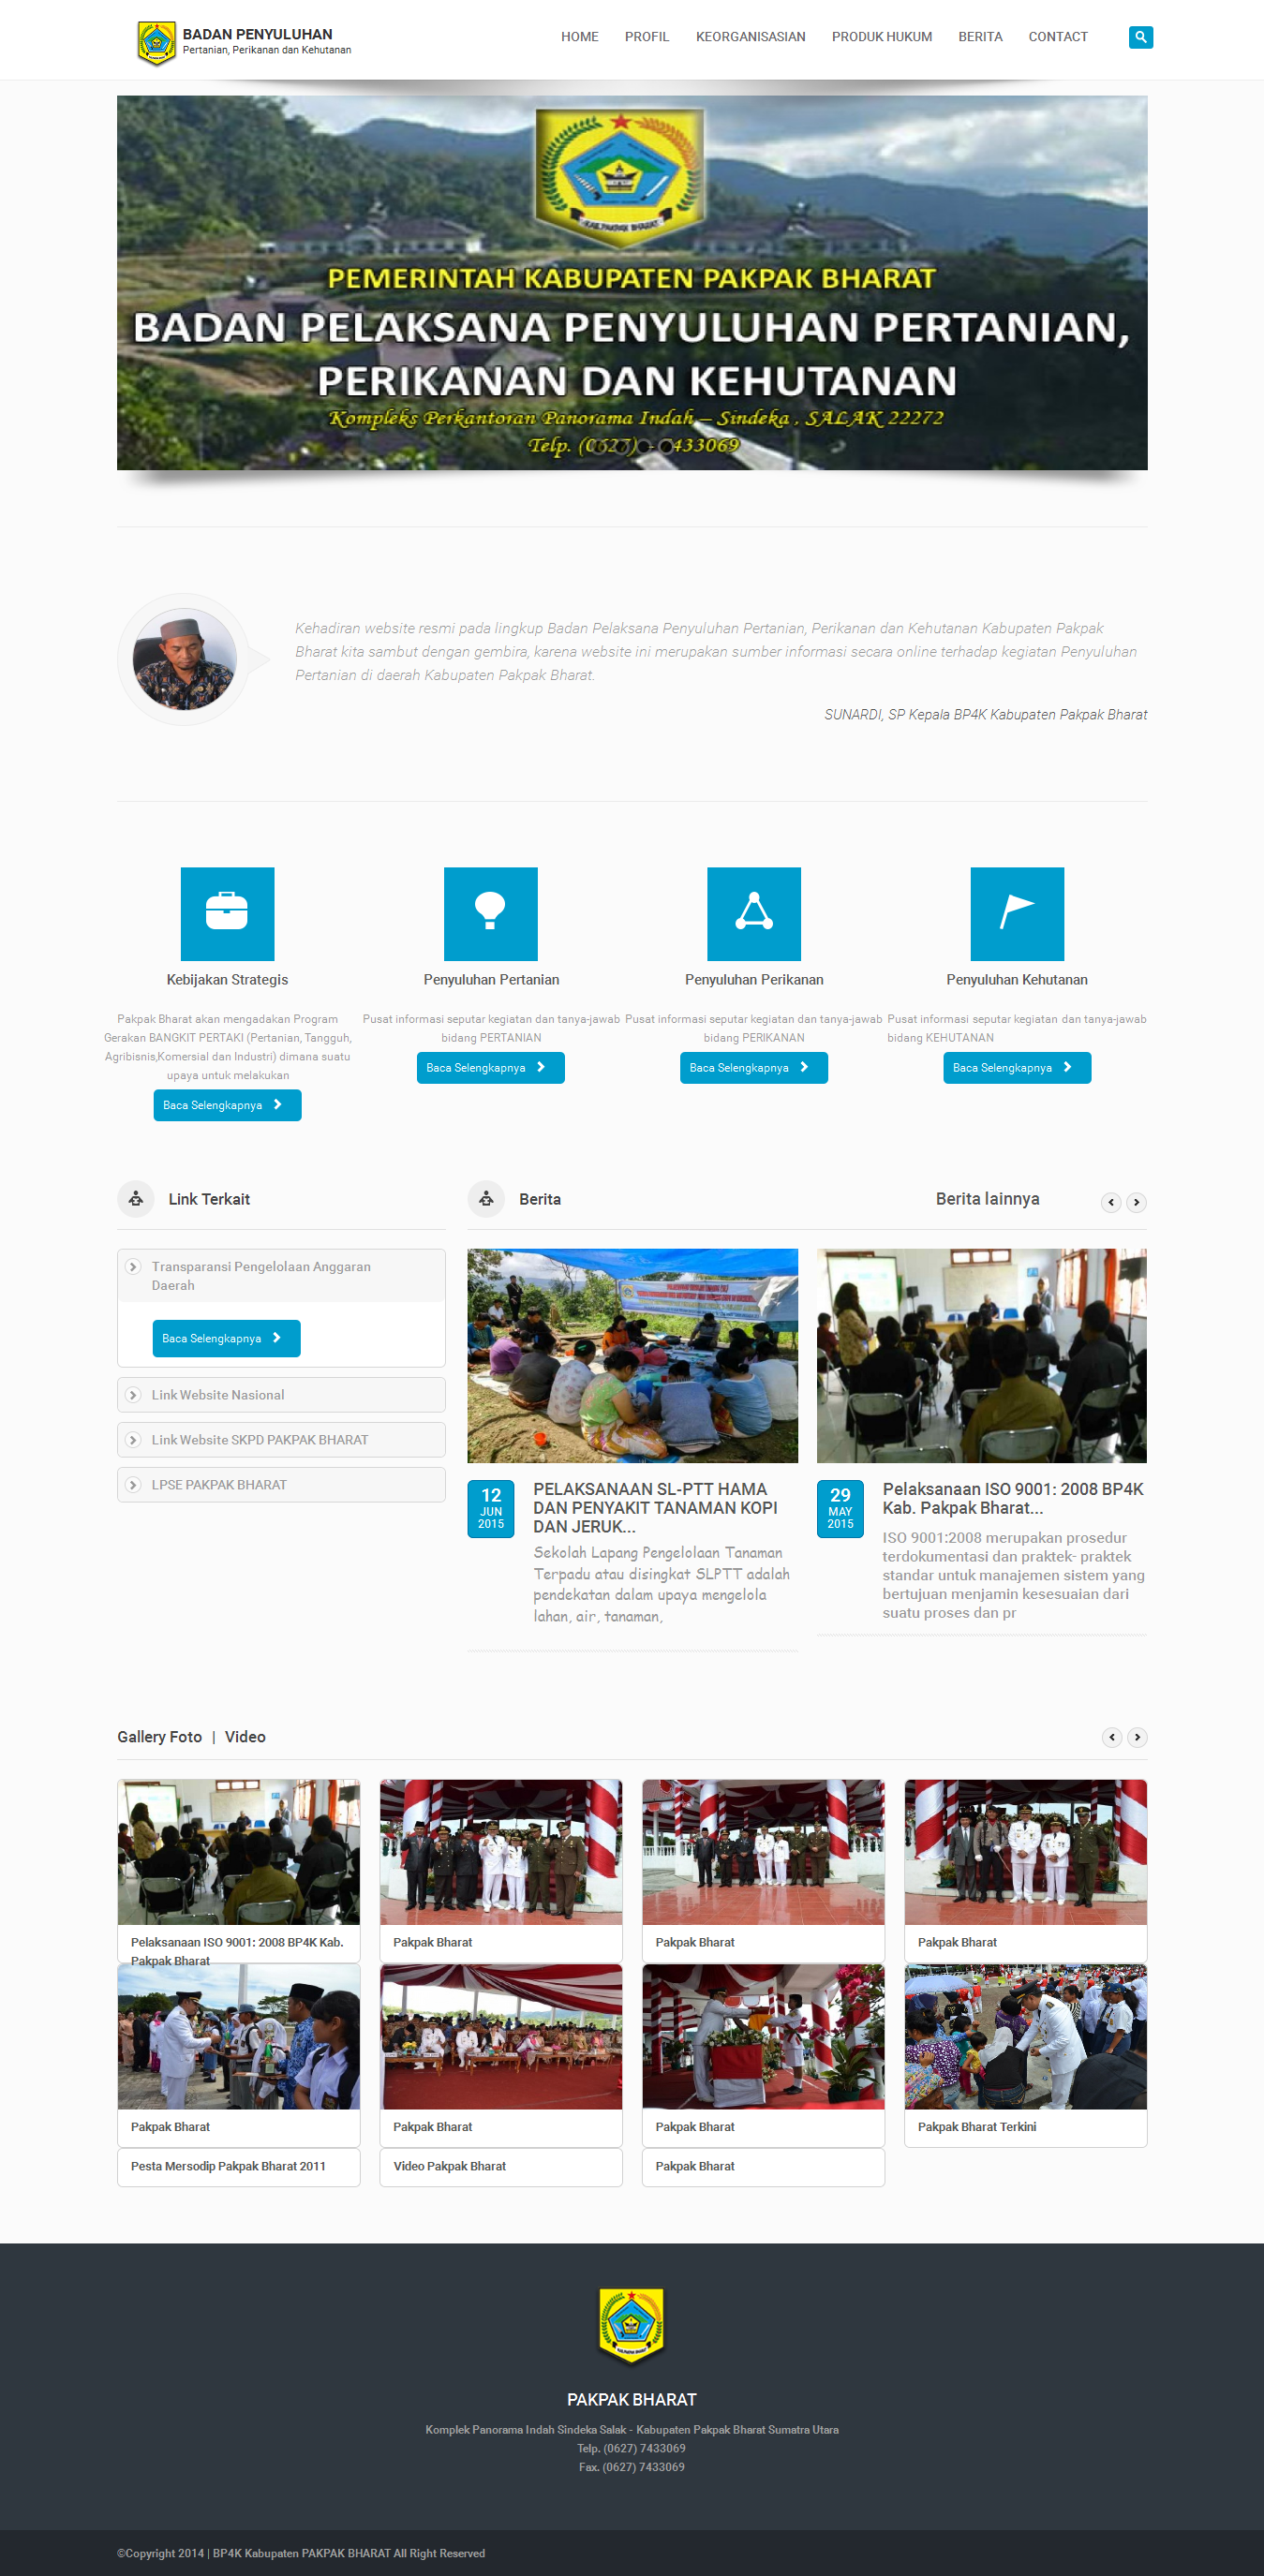 BADAN PENYULUHAN
Pertanian, Perikanan dan Kehutanan
HOME PROFIL KEORGANISASIAN PRODUK HUKUM BERITA CONTACT
KAB.PAKPAK BHARAT
PEMERINTAH KABUPATEN PAKPAK BHARAT
BADAN PELAKSANA PENYULUHAN PERTANIAN,
PERIKANAN DAN KEHUTANAN
Kompleks Perkantoran Panorama Indah – Sindeka , SALAK 22272
Telp. (0627) - 7433069
Kehadiran website resmi pada lingkup Badan Pelaksana Penyuluhan Pertanian, Perikanan dan Kehutanan Kabupaten Pakpak
Bharat kita sambut dengan gembira, karena website ini merupakan sumber informasi secara online terhadap kegiatan Penyuluhan
Pertanian di daerah Kabupaten Pakpak Bharat.
SUNARDI, SP Kepala BP4K Kabupaten Pakpak Bharat
Kebijakan Strategis
Pakpak Bharat akan mengadakan Program
Gerakan BANGKIT PERTAKI (Pertanian, Tangguh,
Agribisnis,Komersial dan Industri) dimana suatu
upaya untuk melakukan
Baca Selengkapnya
Penyuluhan Pertanian
Pusat informasi seputar kegiatan dan tanya-jawab
bidang PERTANIAN
Baca Selengkapnya
Penyuluhan Perikanan
Pusat informasi seputar kegiatan dan tanya-jawab
bidang PERIKANAN
Baca Selengkapnya
Penyuluhan Kehutanan
Pusat informasi seputar kegiatan dan tanya-jawab
bidang KEHUTANAN
Baca Selengkapnya
Link Terkait
Transparansi Pengelolaan Anggaran
Daerah
Baca Selengkapnya
Link Website Nasional
Link Website SKPD PAKPAK BHARAT
LPSE PAKPAK BHARAT
Berita
Berita lainnya
12
JUN
2015
PELAKSANAAN SL-PTT HAMA
DAN PENYAKIT TANAMAN KOPI
DAN JERUK...
Sekolah Lapang Pengelolaan Tanaman
Terpadu atau disingkat SLPTT adalah
pendekatan dalam upaya mengelola
lahan, air, tanaman,
29
MAY
2015
Pelaksanaan ISO 9001: 2008 BP4K
Kab. Pakpak Bharat...
ISO 9001:2008 merupakan prosedur
terdokumentasi dan praktek- praktek
standar untuk manajemen sistem yang
bertujuan menjamin kesesuaian dari
suatu proses dan pr
Gallery Foto | Video
Pelaksanaan ISO 9001: 2008 BP4K Kab.
Pakpak Bharat
Pakpak Bharat
Pakpak Bharat
Pakpak Bharat
Pakpak Bharat
Pakpak Bharat
Pakpak Bharat
Pakpak Bharat Terkini
Pesta Mersodip Pakpak Bharat 2011
Video Pakpak Bharat
Pakpak Bharat
PAKPAK BHARAT
Komplek Panorama Indah Sindeka Salak - Kabupaten Pakpak Bharat Sumatra Utara
Telp. (0627) 7433069
Fax. (0627) 7433069
©Copyright 2014 | BP4K Kabupaten PAKPAK BHARAT All Right Reserved